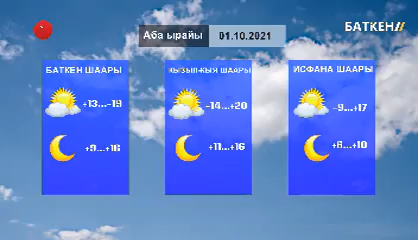 Аба ырайы 01.10.2021
БАТКЕН
БАТКЕН ШААРЫ
+13...-19
+9...+16
КЫЗЫЛ-КЫЯ ШААРЫ
-14...+20
+11...+16
ИСФАНА ШААРЫ
-9...+17
+6...+10